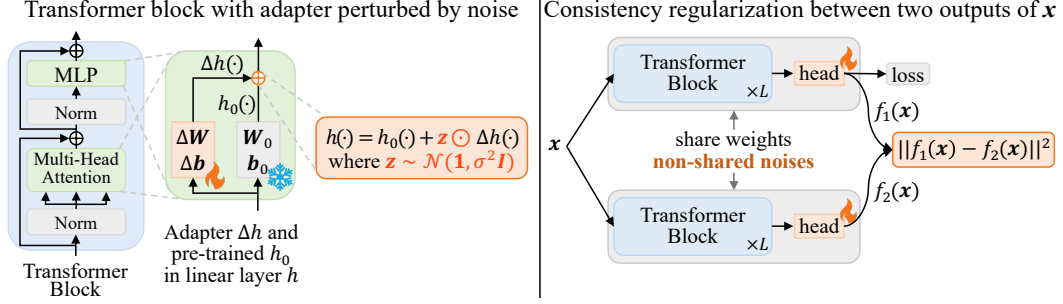 Transformer block with adapter perturbed by noise
MLP
Norm
Multi-Head
Attention
Norm
Transformer
Block
Δh(·)
h₀(·)
ΔW
Δb
W₀
b₀
Adapter Δh and
pre-trained h₀
in linear layer h
h(·) = h₀(·) + z ⊙ Δh(·)
where z ~ 𝒩(1, σ²I)
Consistency regularization between two outputs of x
x
Transformer
Block
×L
head
loss
f₁(x)
share weights
non-shared noises
||f₁(x) − f₂(x)||²
f₂(x)
Transformer
Block
×L
head